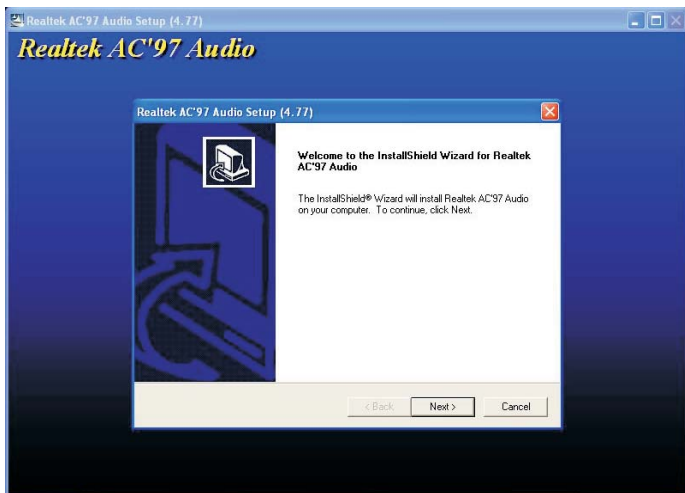 Realtek AC'97 Audio Setup (4.77)
Realtek AC'97 Audio
Realtek AC'97 Audio Setup (4.77)
Welcome to the InstallShield Wizard for Realtek
AC'97 Audio
The InstallShield® Wizard will install Realtek AC'97 Audio
on your computer. To continue, click Next.
< Back Next > Cancel